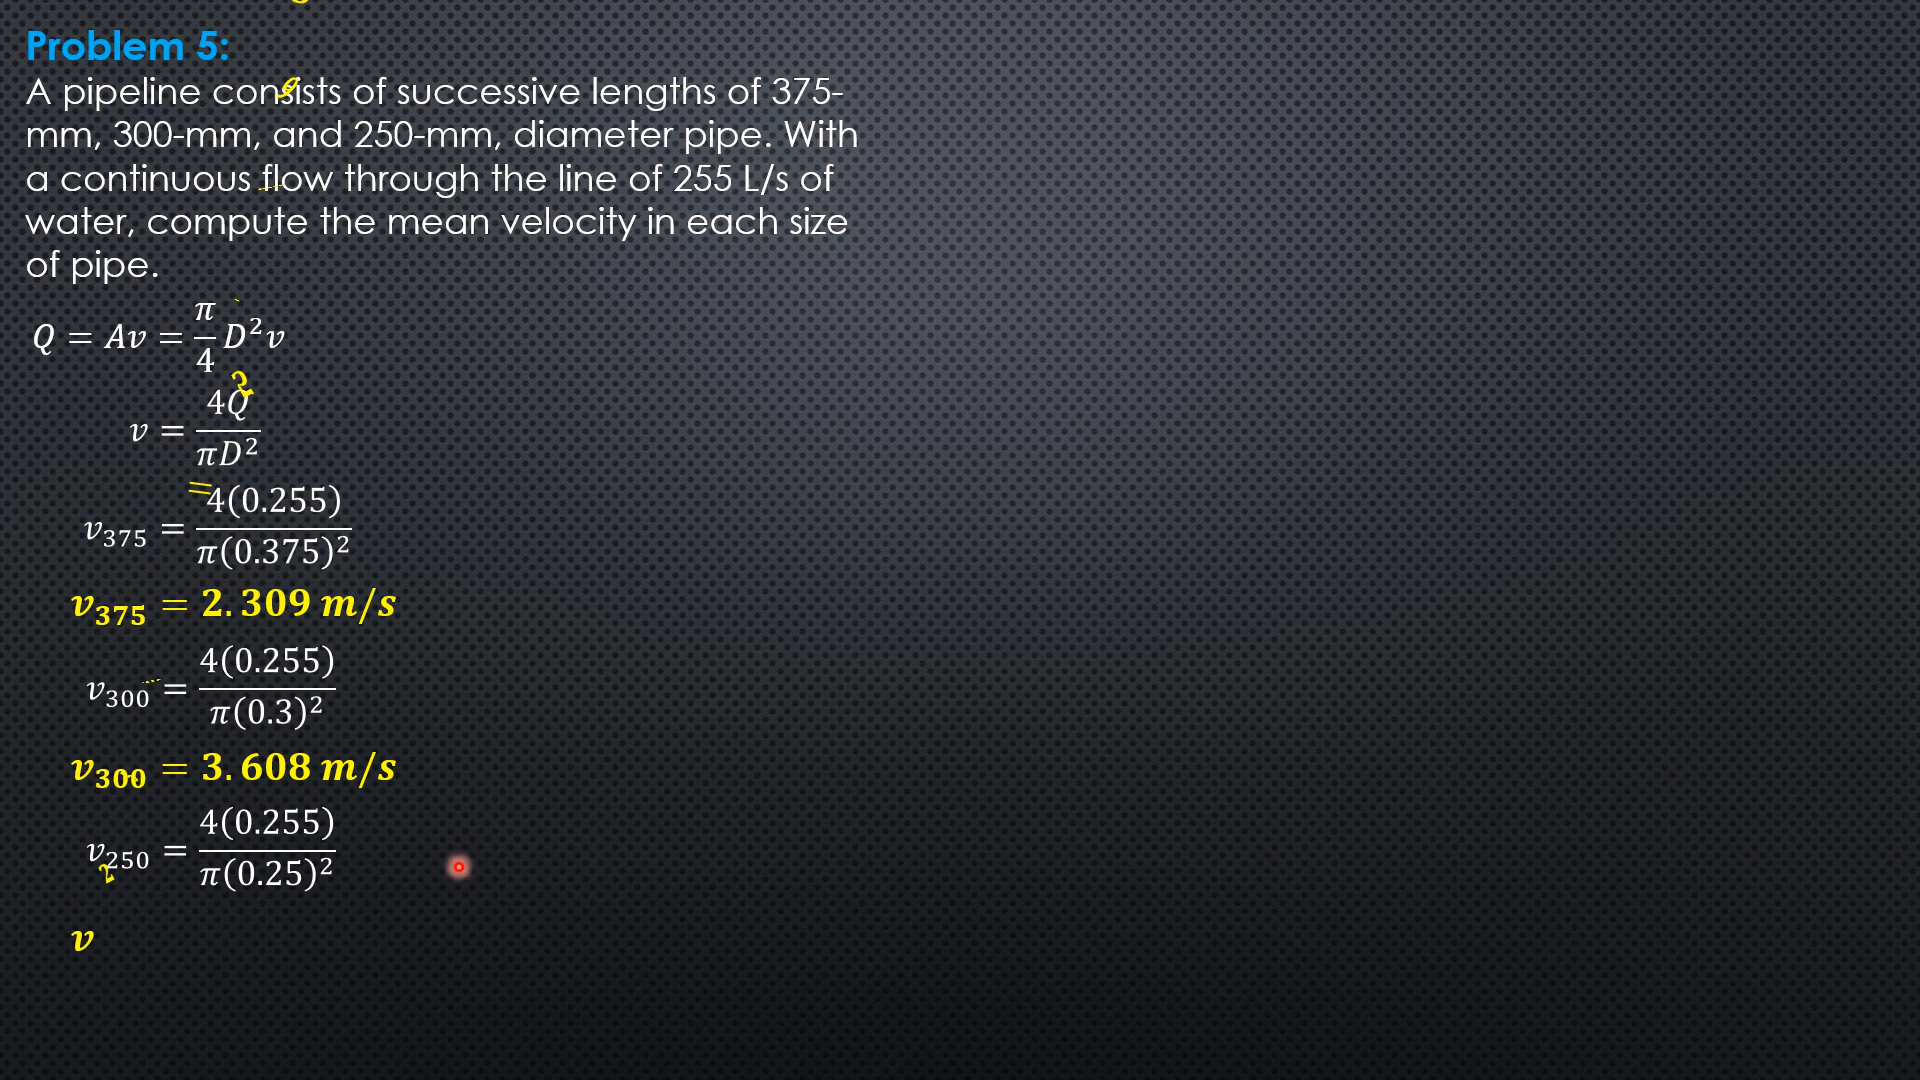 Problem 5:
A pipeline consists of successive lengths of 375-
mm, 300-mm, and 250-mm, diameter pipe. With
a continuous flow through the line of 255 L/s of
water, compute the mean velocity in each size
of pipe.
Q = Av = π/4 D²v
v = 4Q/πD²
v₃₇₅ = 4(0.255)/π(0.375)²
v₃₇₅ = 2.309 m/s
v₃₀₀ = 4(0.255)/π(0.3)²
v₃₀₀ = 3.608 m/s
v₂₅₀ = 4(0.255)/π(0.25)²
v